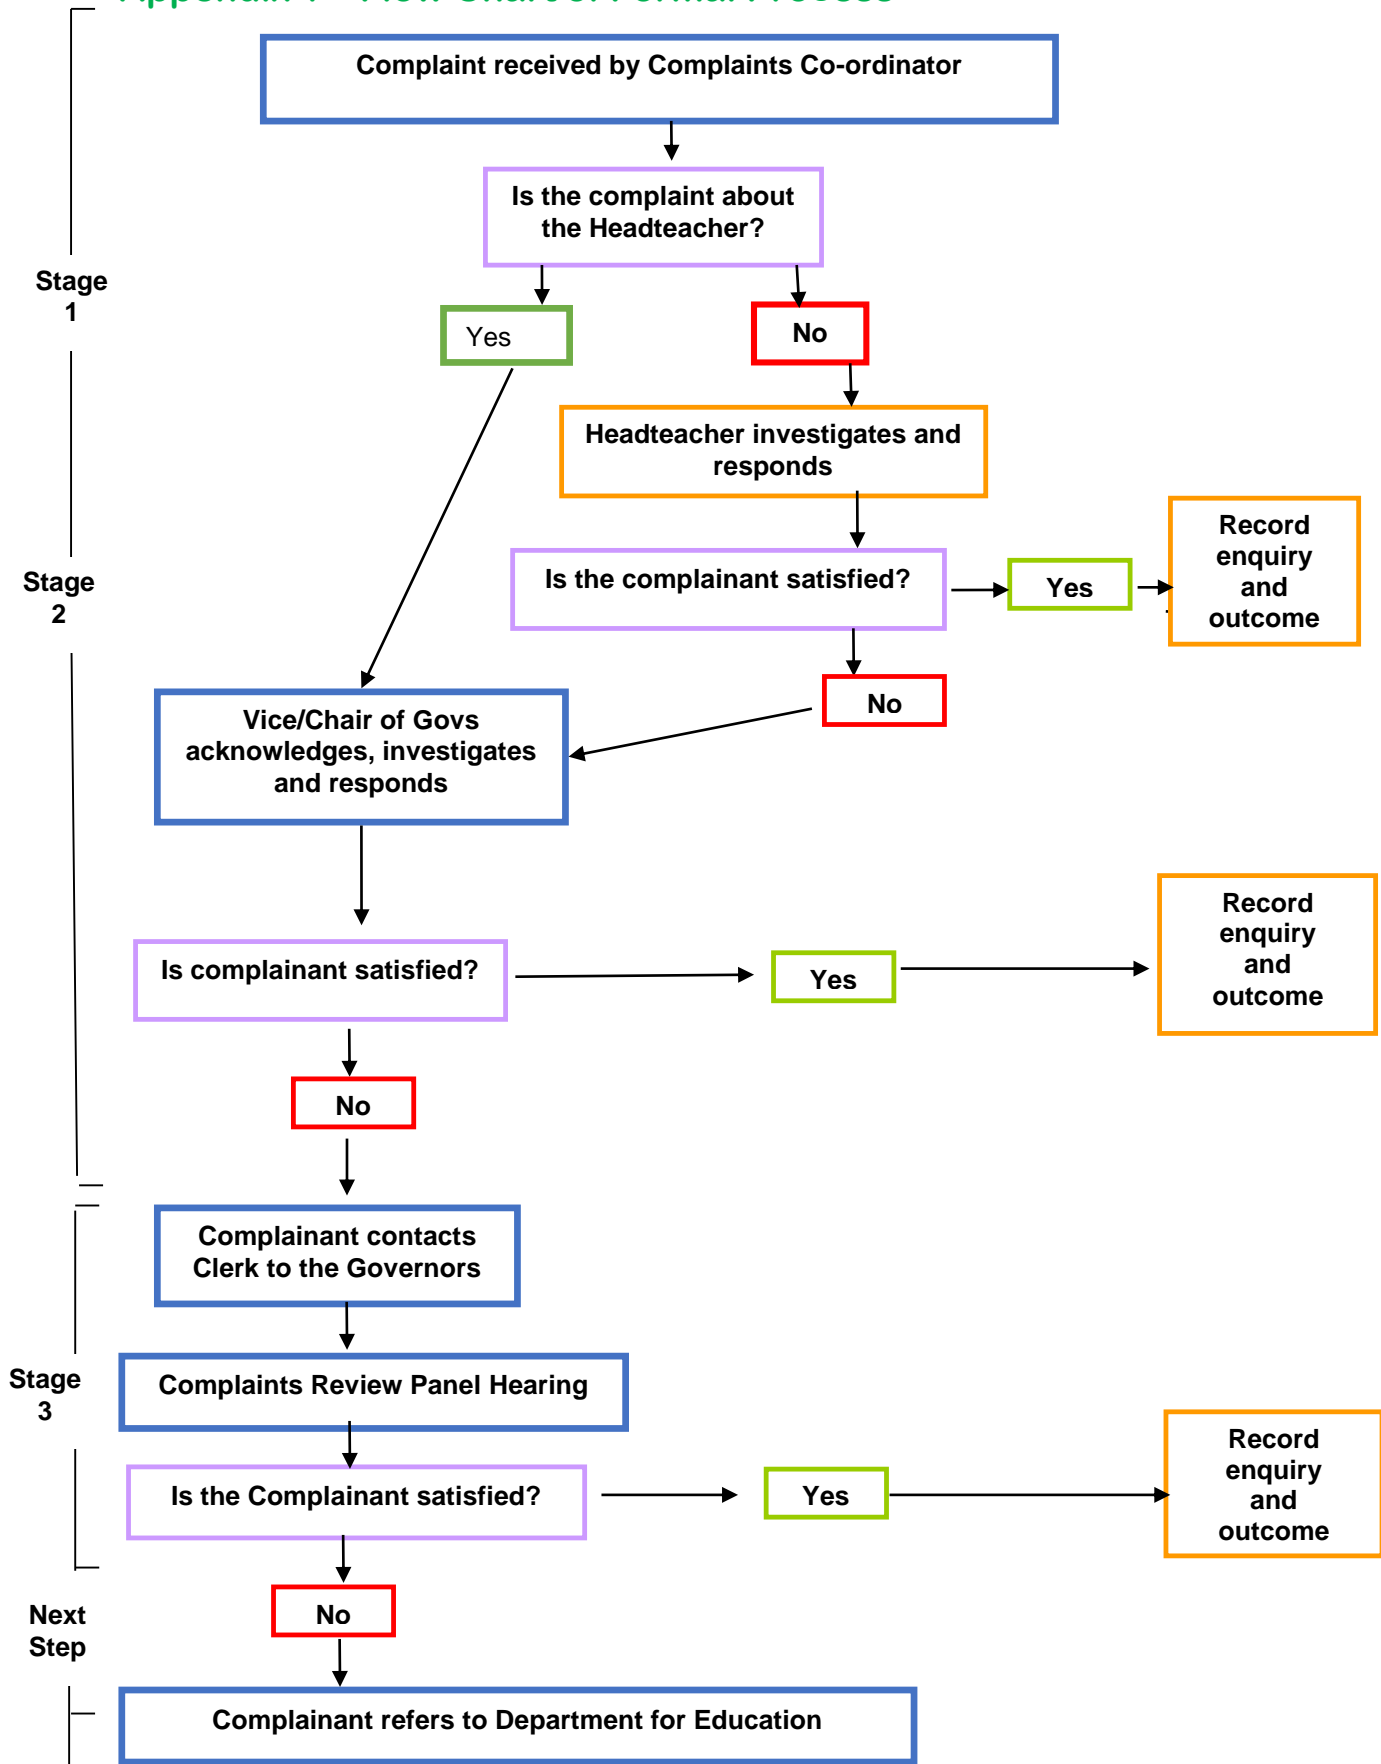 Complaint received by Complaints Co-ordinator
Is the complaint about
the Headteacher?
Stage
1
Yes
No
Headteacher investigates and
responds
Record
enquiry
and
outcome
Is the complainant satisfied?
Yes
Stage
2
No
Vice/Chair of Govs
acknowledges, investigates
and responds
Record
enquiry
and
outcome
Is complainant satisfied?
Yes
No
Complainant contacts
Clerk to the Governors
Stage
3
Complaints Review Panel Hearing
Record
enquiry
and
outcome
Is the Complainant satisfied?
Yes
No
Next
Step
Complainant refers to Department for Education